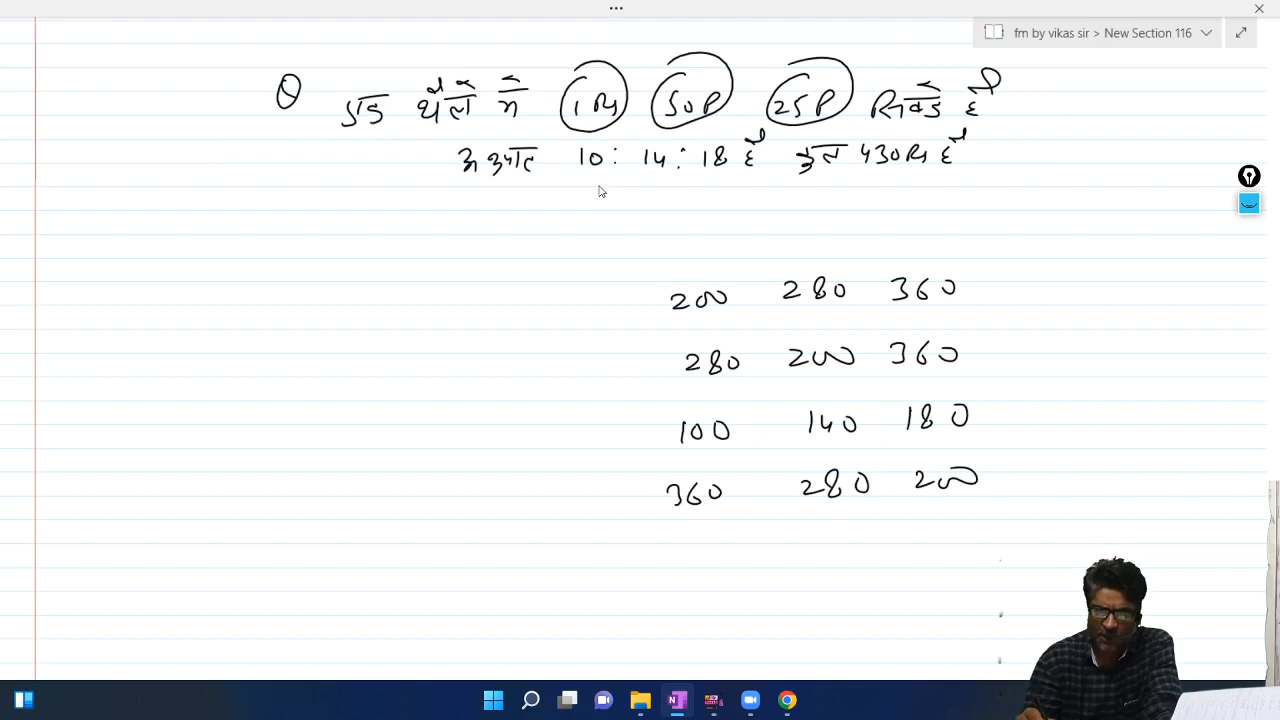 fm by vikas sir > New Section 116
Q एक थैले में 1Rs 50P 25P सिक्के हैं
अनुपात 10 : 14 : 18 है कुल 430Rs है
200 280 360
280 200 360
100 140 180
360 280 200